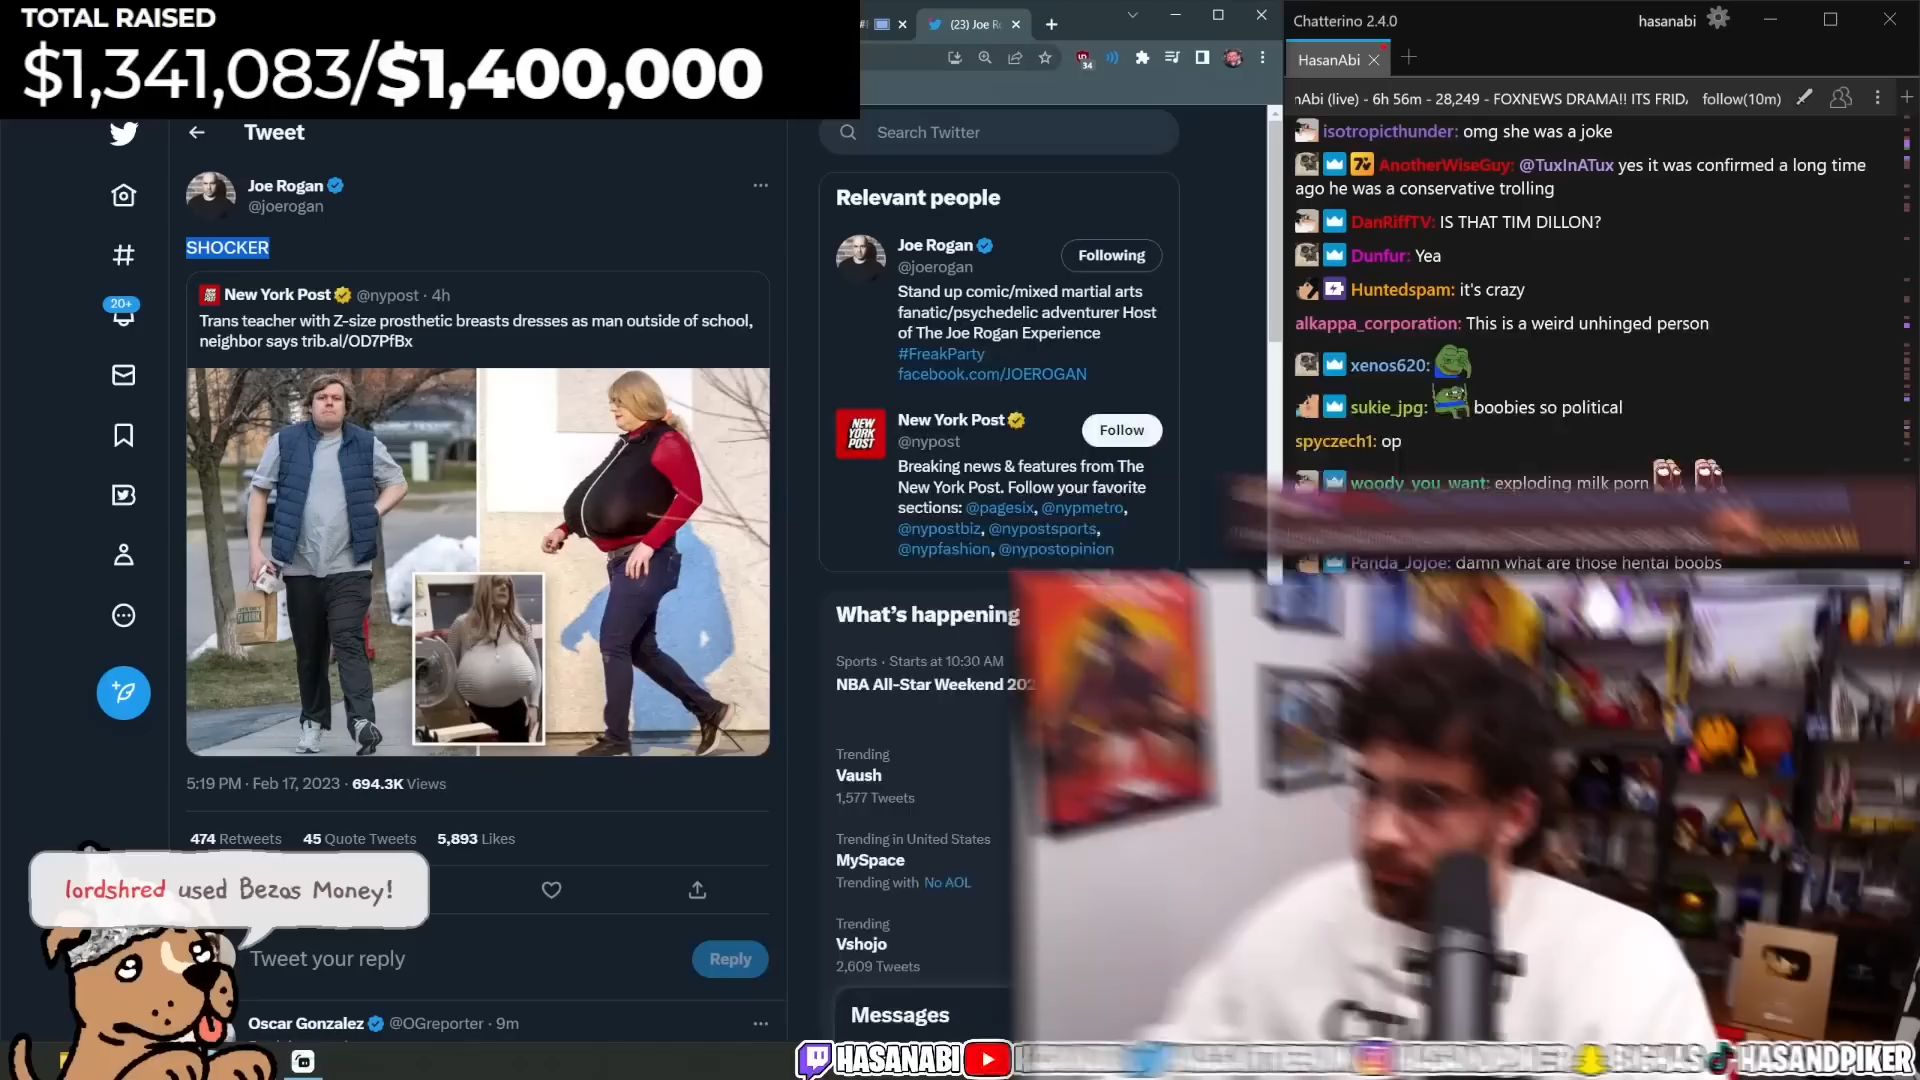 TOTAL RAISED
$1,341,083/$1,400,000
(23) Joe Ro
34
Tweet
Joe Rogan
@joerogan
SHOCKER
New York Post @nypost · 4h
Trans teacher with Z-size prosthetic breasts dresses as man outside of school,
neighbor says trib.al/OD7PfBx
5:19 PM · Feb 17, 2023 · 694.3K Views
474 Retweets 45 Quote Tweets 5,893 Likes
20+
lordshred used Bezos Money!
Tweet your reply
Reply
Oscar Gonzalez @OGreporter · 9m
Search Twitter
Relevant people
Joe Rogan
@joerogan
Following
Stand up comic/mixed martial arts
fanatic/psychedelic adventurer Host
of The Joe Rogan Experience
#FreakParty
facebook.com/JOEROGAN
NEW
YORK
POST
New York Post
@nypost
Follow
Breaking news & features from The
New York Post. Follow your favorite
sections: @pagesix, @nypmetro,
@nypostbiz, @nypostsports,
@nypfashion, @nypostopinion
What's happening
Sports · Starts at 10:30 AM
NBA All-Star Weekend 202
Trending
Vaush
1,577 Tweets
Trending in United States
MySpace
Trending with No AOL
Trending
Vshojo
2,609 Tweets
Messages
Chatterino 2.4.0
hasanabi
HasanAbi
nAbi (live) - 6h 56m - 28,249 - FOXNEWS DRAMA!! ITS FRID follow(10m)
isotropicthunder: omg she was a joke
AnotherWiseGuy: @TuxInATux yes it was confirmed a long time
ago he was a conservative trolling
DanRiffTV: IS THAT TIM DILLON?
Dunfur: Yea
Huntedspam: it's crazy
alkappa_corporation: This is a weird unhinged person
xenos620:
sukie_jpg: boobies so political
spyczech1: op
woody_you_want: exploding milk porn
Panda_Jojoe: damn what are those hentai boobs
HASANABI
HASANDPIKER